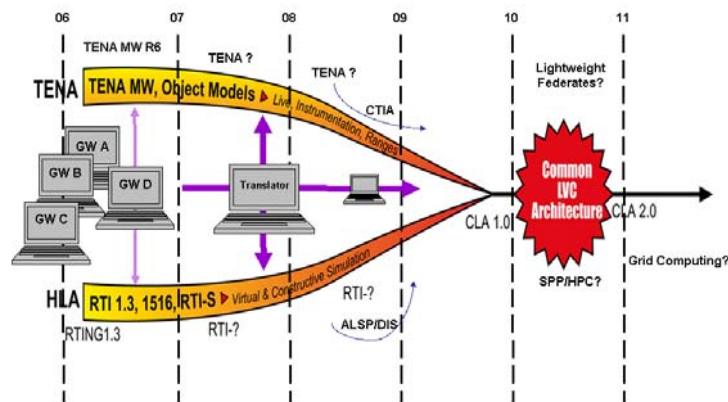 06 07 08 09 10 11
TENA MW R6
TENA ?
TENA ?
Lightweight
Federates?
TENA
TENA MW, Object Models
Live, Instrumentation, Ranges
CTIA
GW A
GW B
GW D
GW C
Translator
Common
LVC
Architecture
CLA 1.0
CLA 2.0
Grid Computing?
SPP/HPC?
HLA
RTI 1.3, 1516, RTI-S
Virtual & Constructive Simulation
RTI-?
RTING1.3
RTI-?
ALSP/DIS